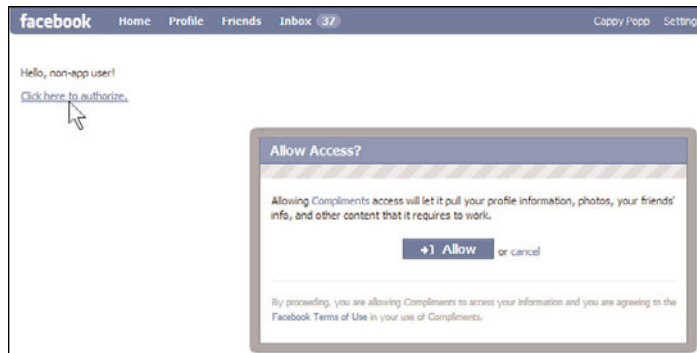 facebook Home Profile Friends Inbox 37 Cappy Popp Setting
Hello, non-app user!
Click here to authorize.
Allow Access?
Allowing Compliments access will let it pull your profile information, photos, your friends'
info, and other content that it requires to work.
Allow or cancel
By proceeding, you are allowing Compliments to access your information and you are agreeing to the
Facebook Terms of Use in your use of Compliments.